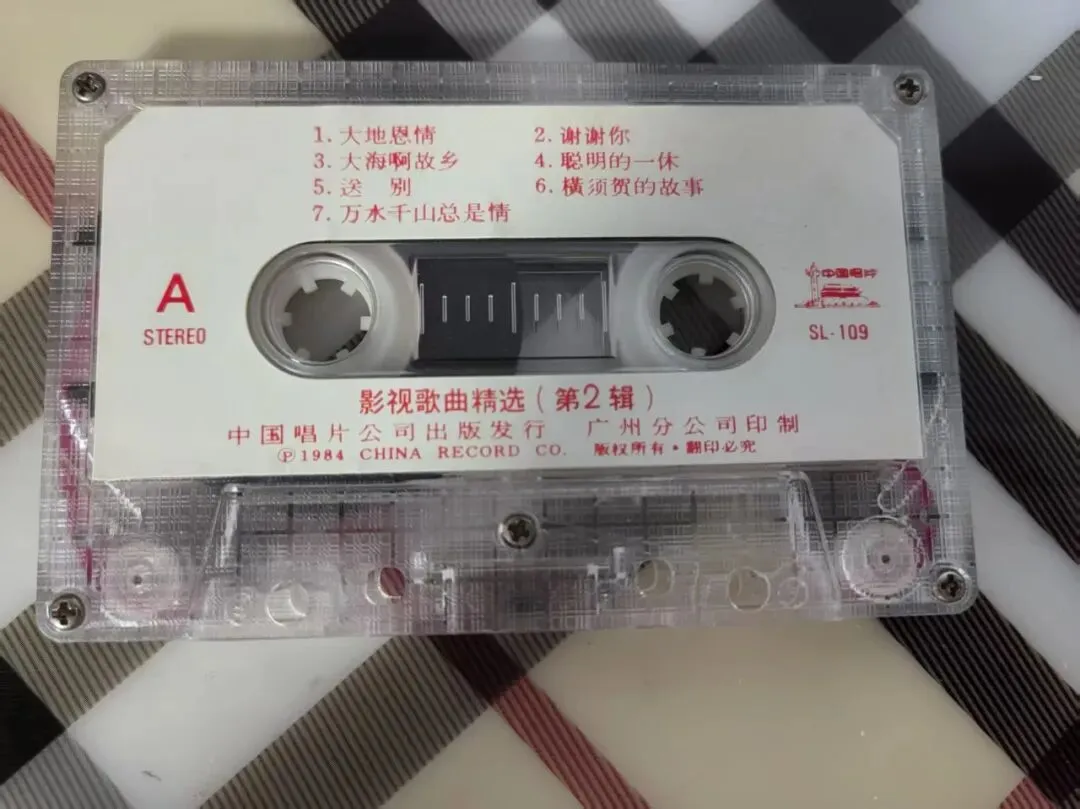 1. 大地恩情 2. 谢谢你
3. 大海啊故乡 4. 聪明的一休
5. 送 别 6. 横须贺的故事
7. 万水千山总是情
A
STEREO
中国唱片
SL-109
影视歌曲精选(第2辑)
中国唱片公司出版发行 广州分公司印制
Ⓟ1984 CHINA RECORD CO. 版权所有·翻印必究